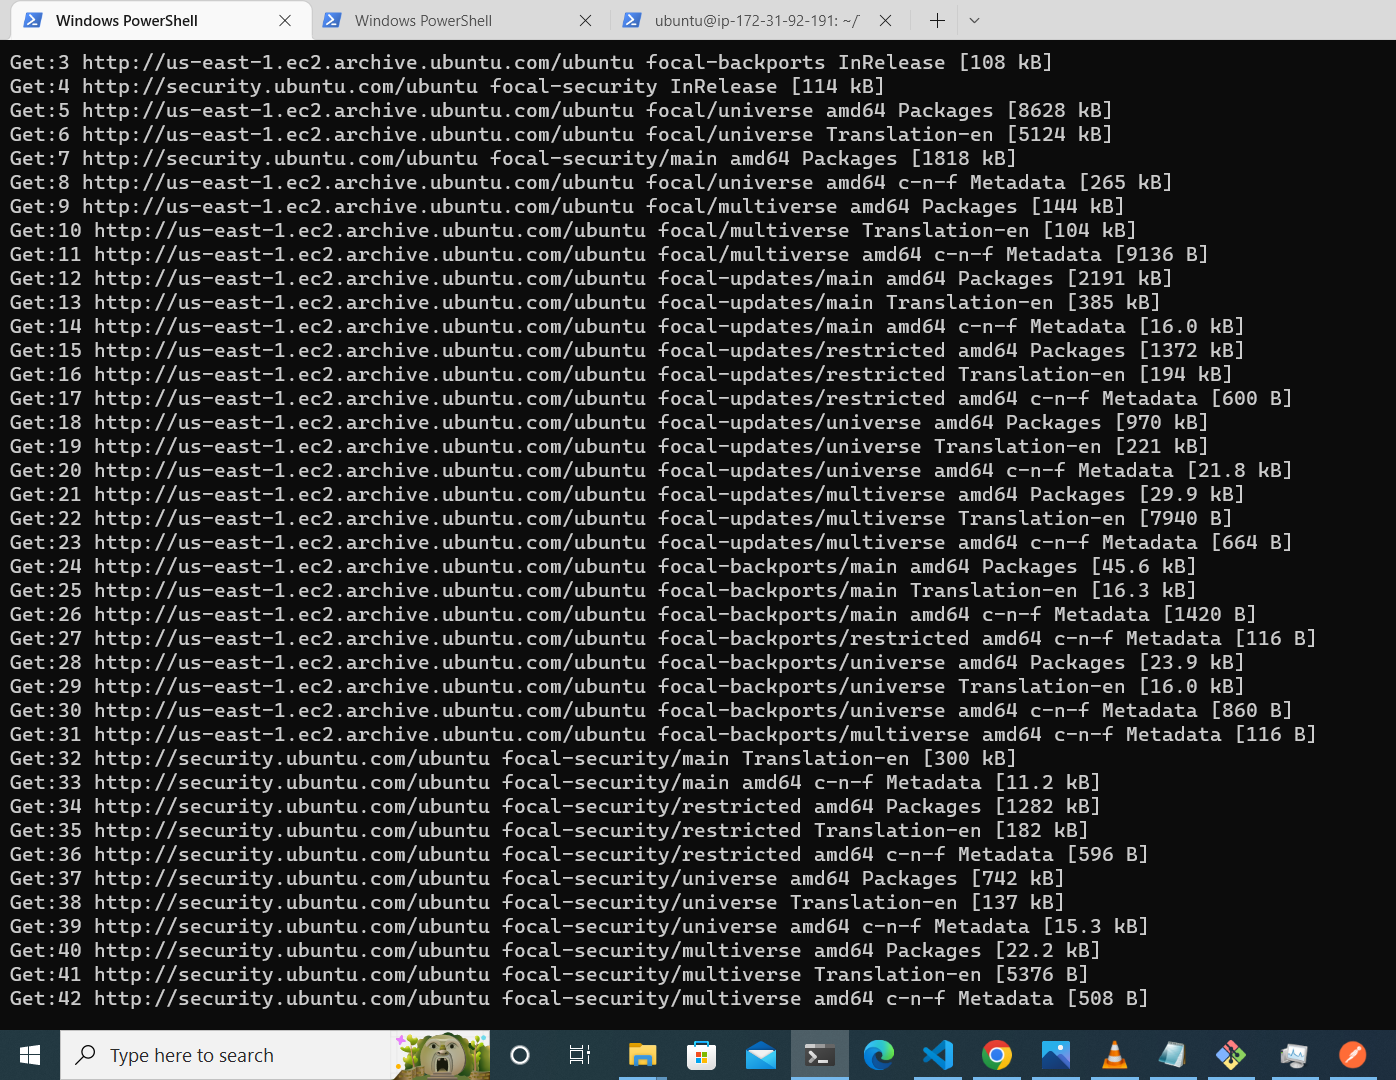 Windows PowerShell
Windows PowerShell
ubuntu@ip-172-31-92-191: ~/
Get:3 http://us-east-1.ec2.archive.ubuntu.com/ubuntu focal-backports InRelease [108 kB]
Get:4 http://security.ubuntu.com/ubuntu focal-security InRelease [114 kB]
Get:5 http://us-east-1.ec2.archive.ubuntu.com/ubuntu focal/universe amd64 Packages [8628 kB]
Get:6 http://us-east-1.ec2.archive.ubuntu.com/ubuntu focal/universe Translation-en [5124 kB]
Get:7 http://security.ubuntu.com/ubuntu focal-security/main amd64 Packages [1818 kB]
Get:8 http://us-east-1.ec2.archive.ubuntu.com/ubuntu focal/universe amd64 c-n-f Metadata [265 kB]
Get:9 http://us-east-1.ec2.archive.ubuntu.com/ubuntu focal/multiverse amd64 Packages [144 kB]
Get:10 http://us-east-1.ec2.archive.ubuntu.com/ubuntu focal/multiverse Translation-en [104 kB]
Get:11 http://us-east-1.ec2.archive.ubuntu.com/ubuntu focal/multiverse amd64 c-n-f Metadata [9136 B]
Get:12 http://us-east-1.ec2.archive.ubuntu.com/ubuntu focal-updates/main amd64 Packages [2191 kB]
Get:13 http://us-east-1.ec2.archive.ubuntu.com/ubuntu focal-updates/main Translation-en [385 kB]
Get:14 http://us-east-1.ec2.archive.ubuntu.com/ubuntu focal-updates/main amd64 c-n-f Metadata [16.0 kB]
Get:15 http://us-east-1.ec2.archive.ubuntu.com/ubuntu focal-updates/restricted amd64 Packages [1372 kB]
Get:16 http://us-east-1.ec2.archive.ubuntu.com/ubuntu focal-updates/restricted Translation-en [194 kB]
Get:17 http://us-east-1.ec2.archive.ubuntu.com/ubuntu focal-updates/restricted amd64 c-n-f Metadata [600 B]
Get:18 http://us-east-1.ec2.archive.ubuntu.com/ubuntu focal-updates/universe amd64 Packages [970 kB]
Get:19 http://us-east-1.ec2.archive.ubuntu.com/ubuntu focal-updates/universe Translation-en [221 kB]
Get:20 http://us-east-1.ec2.archive.ubuntu.com/ubuntu focal-updates/universe amd64 c-n-f Metadata [21.8 kB]
Get:21 http://us-east-1.ec2.archive.ubuntu.com/ubuntu focal-updates/multiverse amd64 Packages [29.9 kB]
Get:22 http://us-east-1.ec2.archive.ubuntu.com/ubuntu focal-updates/multiverse Translation-en [7940 B]
Get:23 http://us-east-1.ec2.archive.ubuntu.com/ubuntu focal-updates/multiverse amd64 c-n-f Metadata [664 B]
Get:24 http://us-east-1.ec2.archive.ubuntu.com/ubuntu focal-backports/main amd64 Packages [45.6 kB]
Get:25 http://us-east-1.ec2.archive.ubuntu.com/ubuntu focal-backports/main Translation-en [16.3 kB]
Get:26 http://us-east-1.ec2.archive.ubuntu.com/ubuntu focal-backports/main amd64 c-n-f Metadata [1420 B]
Get:27 http://us-east-1.ec2.archive.ubuntu.com/ubuntu focal-backports/restricted amd64 c-n-f Metadata [116 B]
Get:28 http://us-east-1.ec2.archive.ubuntu.com/ubuntu focal-backports/universe amd64 Packages [23.9 kB]
Get:29 http://us-east-1.ec2.archive.ubuntu.com/ubuntu focal-backports/universe Translation-en [16.0 kB]
Get:30 http://us-east-1.ec2.archive.ubuntu.com/ubuntu focal-backports/universe amd64 c-n-f Metadata [860 B]
Get:31 http://us-east-1.ec2.archive.ubuntu.com/ubuntu focal-backports/multiverse amd64 c-n-f Metadata [116 B]
Get:32 http://security.ubuntu.com/ubuntu focal-security/main Translation-en [300 kB]
Get:33 http://security.ubuntu.com/ubuntu focal-security/main amd64 c-n-f Metadata [11.2 kB]
Get:34 http://security.ubuntu.com/ubuntu focal-security/restricted amd64 Packages [1282 kB]
Get:35 http://security.ubuntu.com/ubuntu focal-security/restricted Translation-en [182 kB]
Get:36 http://security.ubuntu.com/ubuntu focal-security/restricted amd64 c-n-f Metadata [596 B]
Get:37 http://security.ubuntu.com/ubuntu focal-security/universe amd64 Packages [742 kB]
Get:38 http://security.ubuntu.com/ubuntu focal-security/universe Translation-en [137 kB]
Get:39 http://security.ubuntu.com/ubuntu focal-security/universe amd64 c-n-f Metadata [15.3 kB]
Get:40 http://security.ubuntu.com/ubuntu focal-security/multiverse amd64 Packages [22.2 kB]
Get:41 http://security.ubuntu.com/ubuntu focal-security/multiverse Translation-en [5376 B]
Get:42 http://security.ubuntu.com/ubuntu focal-security/multiverse amd64 c-n-f Metadata [508 B]
Type here to search